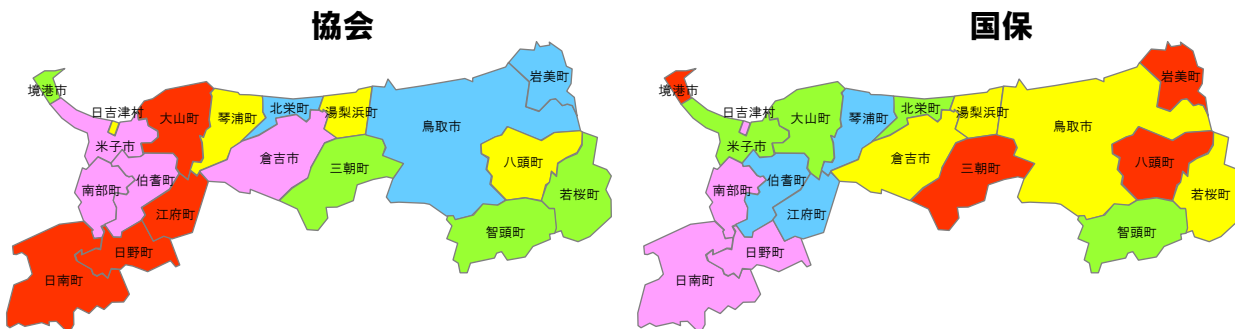 協会
国保
岩美町
境港市
日吉津村
大山町
琴浦町
北栄町
湯梨浜町
鳥取市
米子市
倉吉市
三朝町
八頭町
南部町
伯耆町
若桜町
江府町
智頭町
日野町
日南町
岩美町
境港市
日吉津村
大山町
琴浦町
北栄町
湯梨浜町
鳥取市
米子市
倉吉市
三朝町
八頭町
南部町
伯耆町
若桜町
江府町
智頭町
日野町
日南町